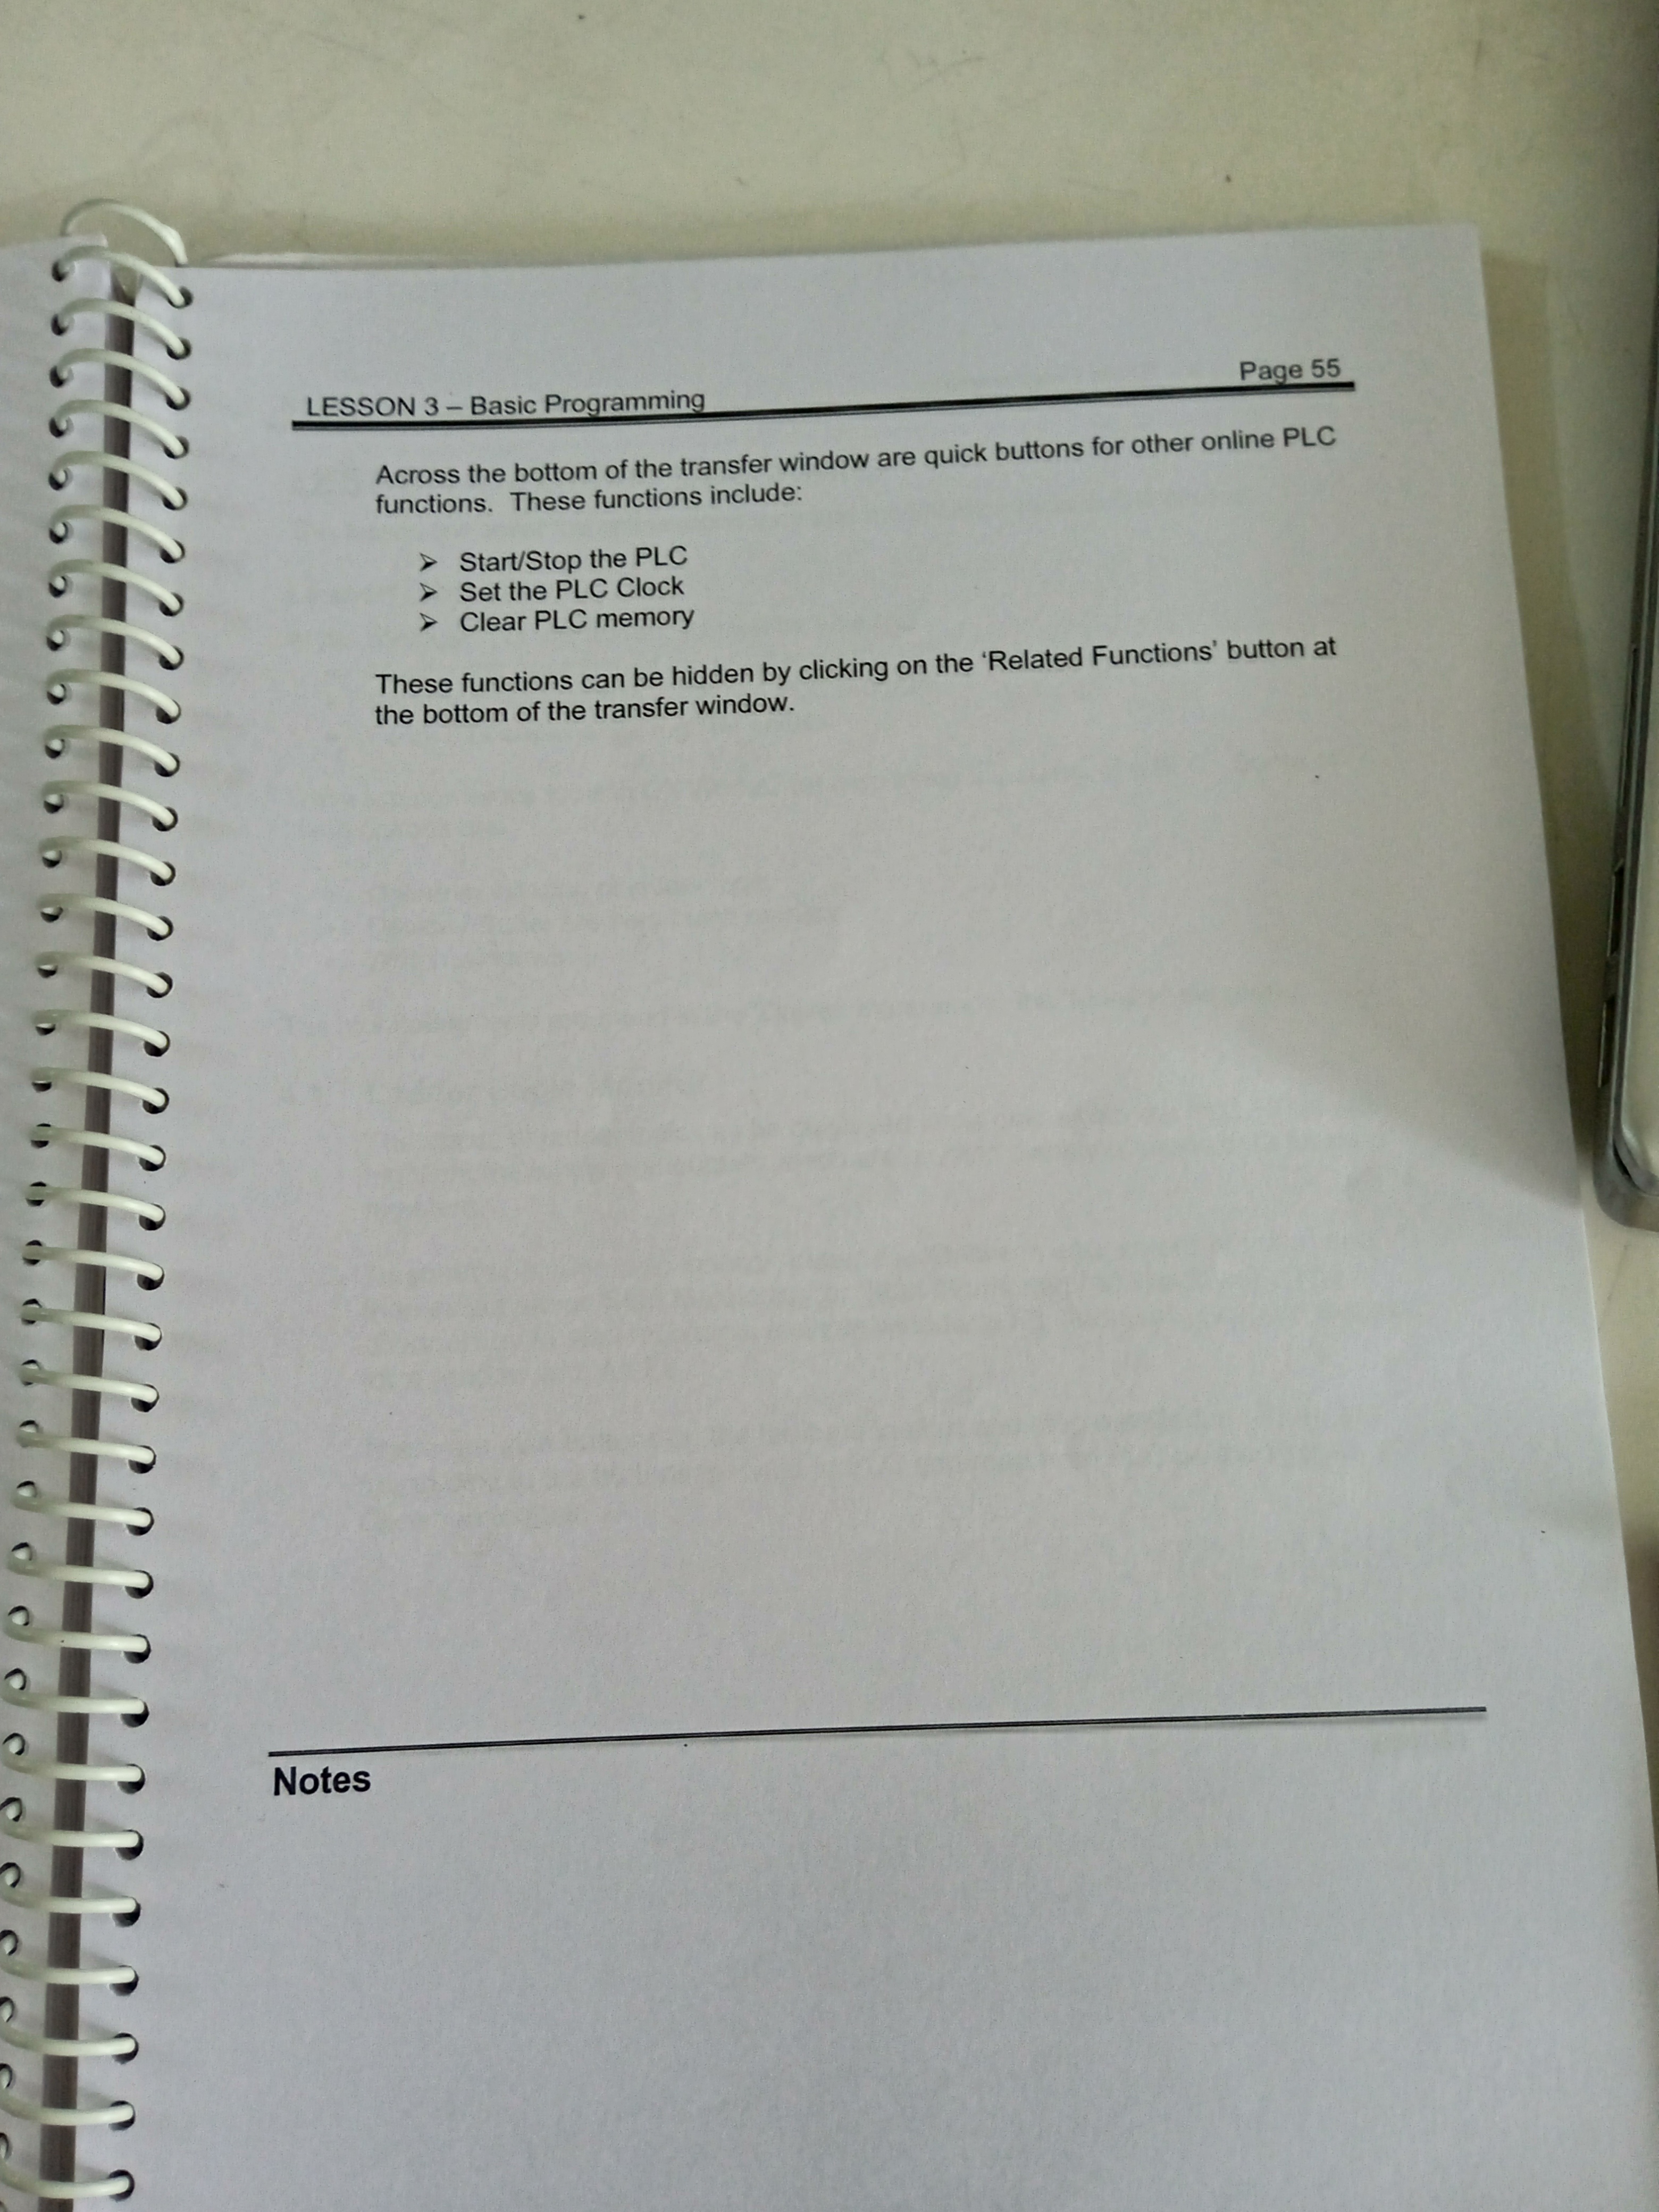 Page 55
LESSON 3 – Basic Programming
Across the bottom of the transfer window are quick buttons for other online PLC
functions. These functions include:
➢ Start/Stop the PLC
➢ Set the PLC Clock
➢ Clear PLC memory
These functions can be hidden by clicking on the ‘Related Functions’ button at
the bottom of the transfer window.
Notes